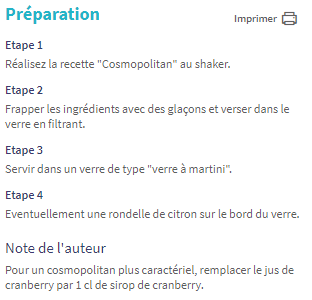 Préparation
Imprimer
Etape 1
Réalisez la recette "Cosmopolitan" au shaker.
Etape 2
Frapper les ingrédients avec des glaçons et verser dans le
verre en filtrant.
Etape 3
Servir dans un verre de type "verre à martini".
Etape 4
Eventuellement une rondelle de citron sur le bord du verre.
Note de l'auteur
Pour un cosmopolitan plus caractériel, remplacer le jus de
cranberry par 1 cl de sirop de cranberry.